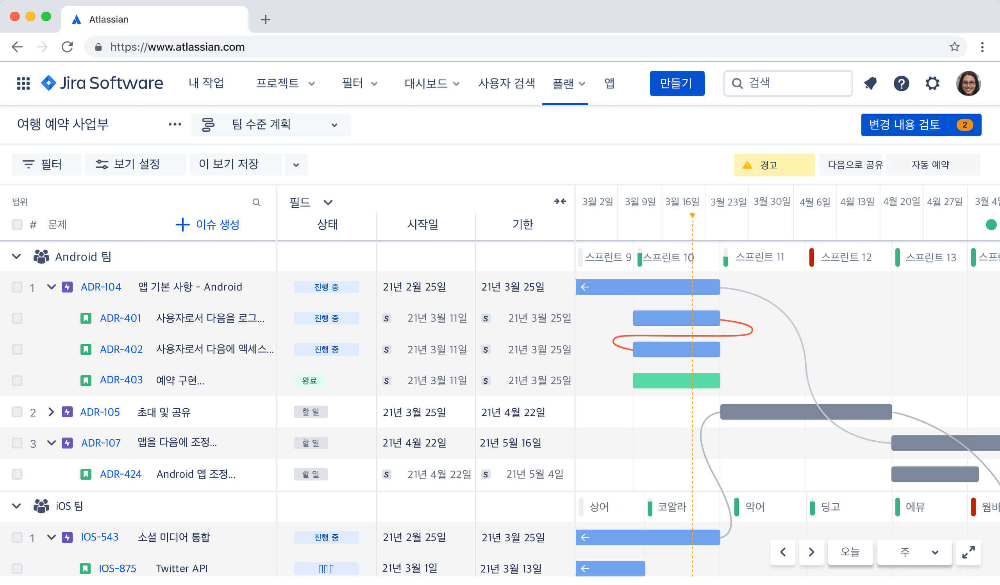 Atlassian
https://www.atlassian.com
Jira Software 내 작업 프로젝트 필터 대시보드 사용자 검색 플랜 앱 만들기 검색
여행 예약 사업부 팀 수준 계획 변경 내용 검토 2
필터 보기 설정 이 보기 저장 경고 다음으로 공유 자동 예약
범위 필드 3월 2일 3월 9일 3월 16일 3월 23일 3월 30일 4월 6일 4월 13일 4월 20일 4월 27일 3월 4일
# 문제 이슈 생성 상태 시작일 기한
Android 팀 스프린트 9 스프린트 10 스프린트 11 스프린트 12 스프린트 13
1 ADR-104 앱 기본 사항 - Android 진행 중 21년 2월 25일 21년 3월 25일
ADR-401 사용자로서 다음을 로그... 진행 중 S 21년 3월 11일 S 21년 3월 25일
ADR-402 사용자로서 다음에 액세스... 진행 중 S 21년 3월 11일 S 21년 3월 25일
ADR-403 예약 구현... 완료 S 21년 3월 11일 S 21년 3월 25일
2 ADR-105 초대 및 공유 할 일 21년 3월 25일 21년 4월 22일
3 ADR-107 앱을 다음에 조정... 할 일 21년 4월 22일 21년 5월 16일
ADR-424 Android 앱 조정... 할 일 S 21년 4월 22일 S 21년 5월 4일
iOS 팀 상어 코알라 악어 딩고 에뮤
1 IOS-543 소셜 미디어 통합 진행 중 21년 2월 25일 21년 3월 25일
오늘 주
IOS-875 Twitter API 21년 3월 1일 21년 3월 13일